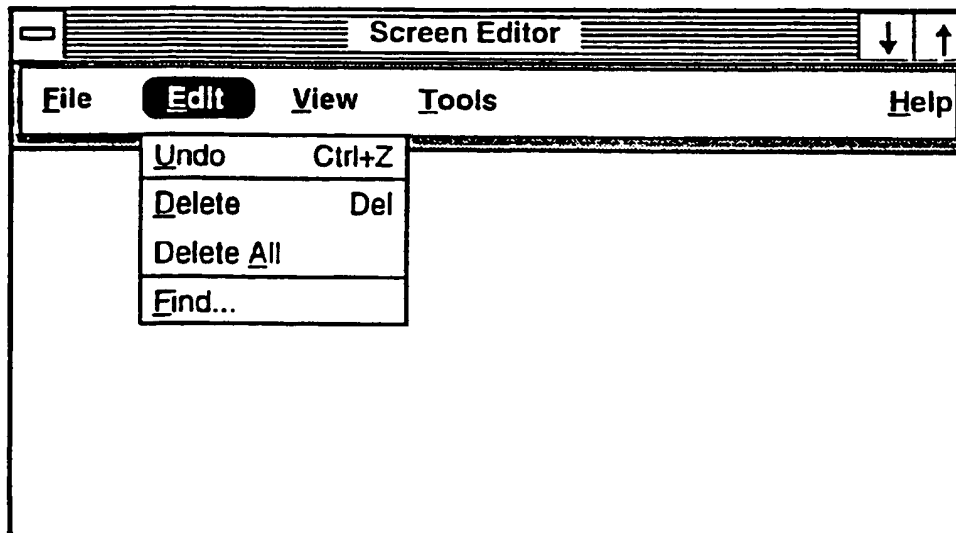 Screen Editor
File Edit View Tools Help
Undo Ctrl+Z
Delete Del
Delete All
Find...